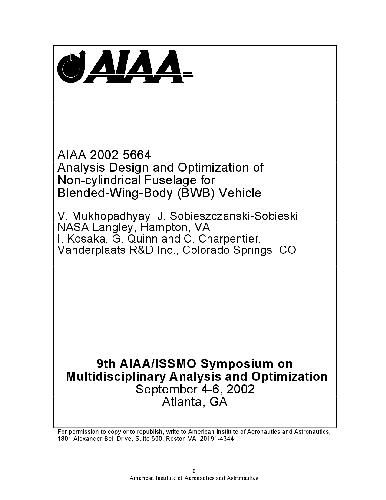 AIAA
AIAA 2002 5664
Analysis Design and Optimization of
Non-cylindrical Fuselage for
Blended-Wing-Body (BWB) Vehicle
V. Mukhopadhyay J. Sobieszczanski-Sobieski
NASA Langley, Hampton, VA
I. Kosaka, G. Quinn and C. Charpentier,
Vanderplaats R&D Inc., Colorado Springs CO
9th AIAA/ISSMO Symposium on
Multidisciplinary Analysis and Optimization
September 4-6, 2002
Atlanta, GA
For permission to copy or to republish, write to American Institute of Aeronautics and Astronautics,
1801 Alexander Bell Drive, Suite 500, Reston VA, 20191-4344
American Institute of Aeronautics and Astronautics